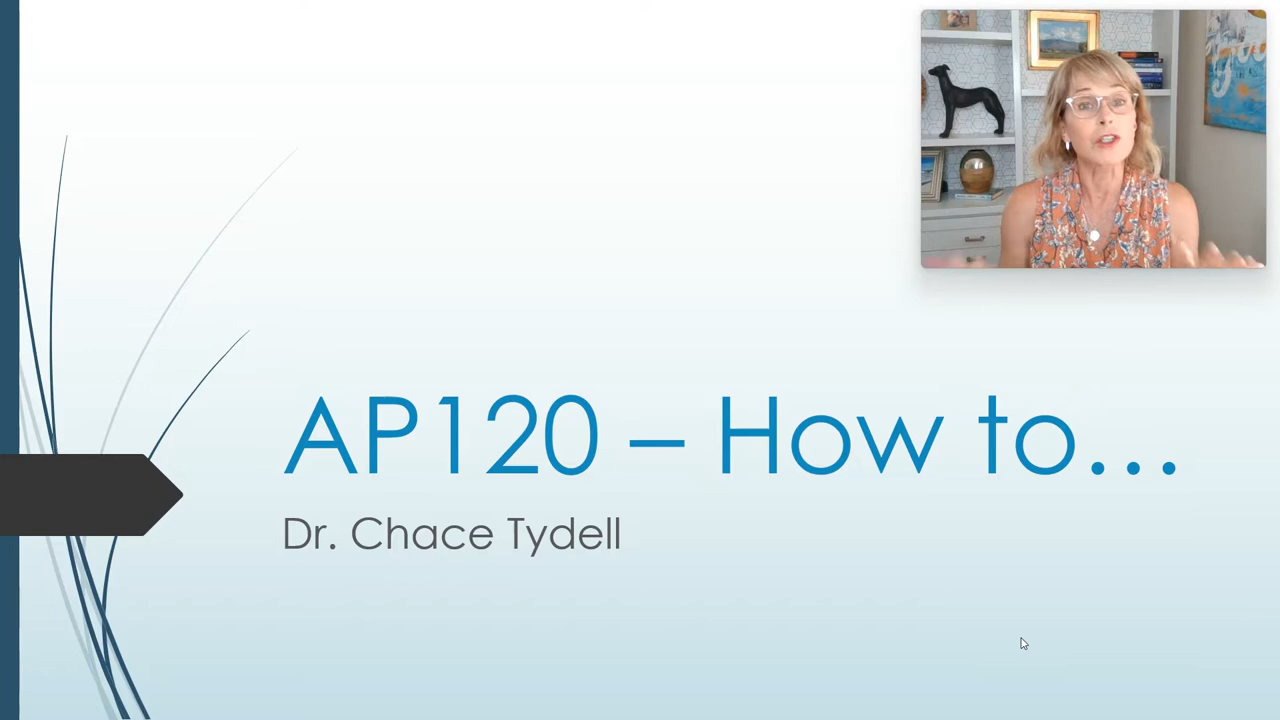 AP120 – How to…
Dr. Chace Tydell